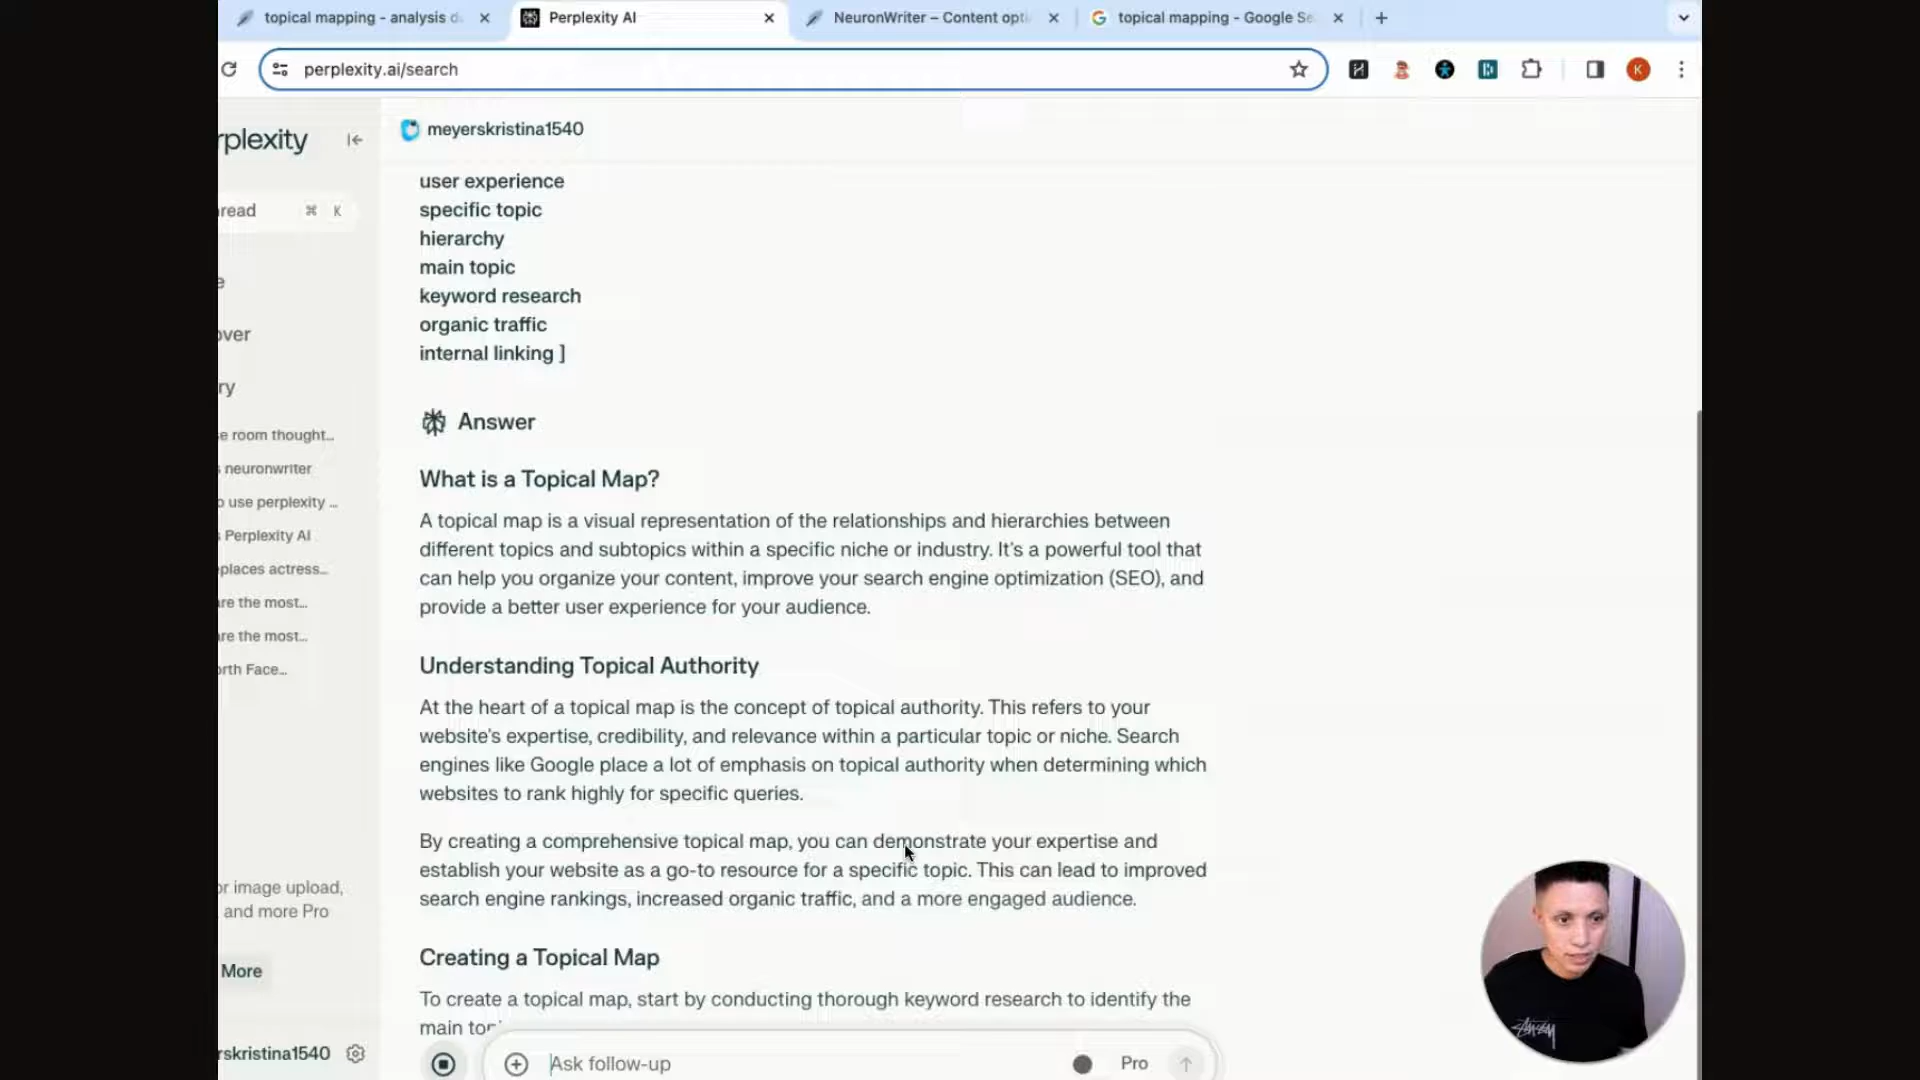 topical mapping - analysis d
Perplexity AI
NeuronWriter – Content opti
topical mapping - Google Se
perplexity.ai/search
K
rplexity
meyerskristina1540
read
⌘ K
e
over
ry
e room thought...
s neuronwriter
o use perplexity ...
s Perplexity AI
eplaces actress...
are the most...
are the most...
orth Face...
or image upload,
and more Pro
More
rskristina1540
user experience
specific topic
hierarchy
main topic
keyword research
organic traffic
internal linking ]
Answer
What is a Topical Map?
A topical map is a visual representation of the relationships and hierarchies between
different topics and subtopics within a specific niche or industry. It's a powerful tool that
can help you organize your content, improve your search engine optimization (SEO), and
provide a better user experience for your audience.
Understanding Topical Authority
At the heart of a topical map is the concept of topical authority. This refers to your
website's expertise, credibility, and relevance within a particular topic or niche. Search
engines like Google place a lot of emphasis on topical authority when determining which
websites to rank highly for specific queries.
By creating a comprehensive topical map, you can demonstrate your expertise and
establish your website as a go-to resource for a specific topic. This can lead to improved
search engine rankings, increased organic traffic, and a more engaged audience.
Creating a Topical Map
To create a topical map, start by conducting thorough keyword research to identify the
main top
Ask follow-up
Pro
STUSSY